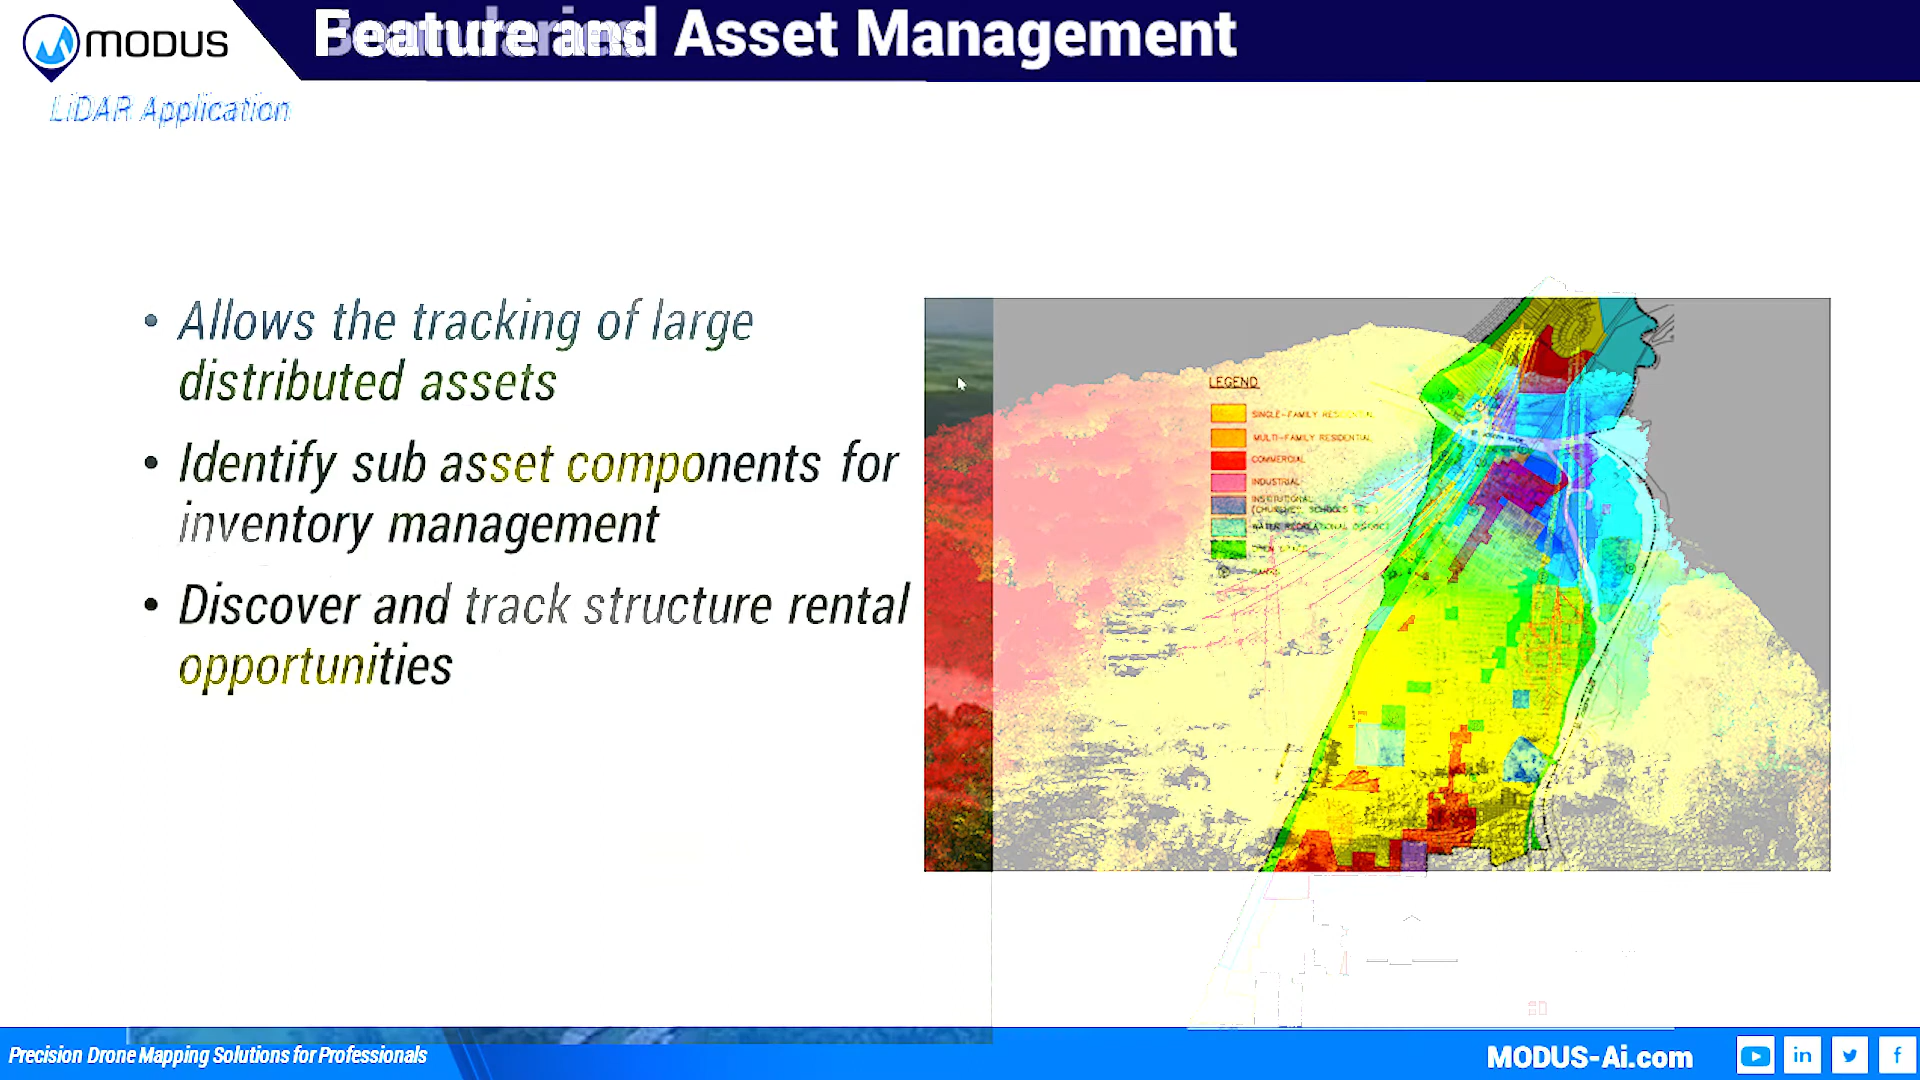 MODUS
Feature and Asset Management
LiDAR Application
• Allows the tracking of large
distributed assets
• Identify sub asset components for
inventory management
• Discover and track structure rental
opportunities
LEGEND
SINGLE-FAMILY RESIDENTIAL
MULTI-FAMILY RESIDENTIAL
COMMERCIAL
INDUSTRIAL
INSTITUTIONAL
(CHURCHES, SCHOOLS
Precision Drone Mapping Solutions for Professionals
MODUS-Ai.com